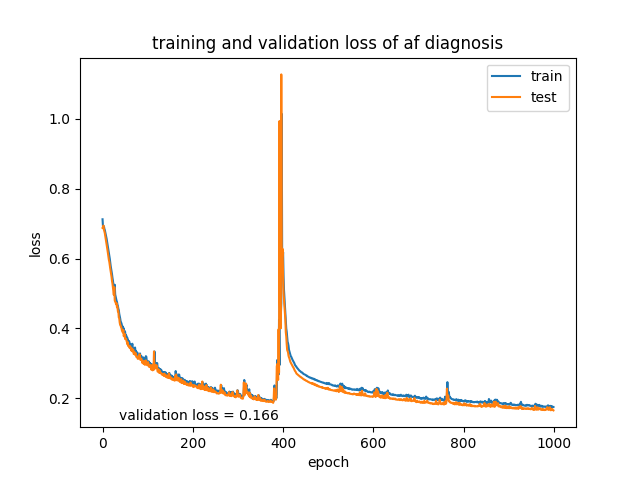 training and validation loss of af diagnosis
train
test
loss
1.0
0.8
0.6
0.4
0.2
validation loss = 0.166
0 200 400 600 800 1000
epoch